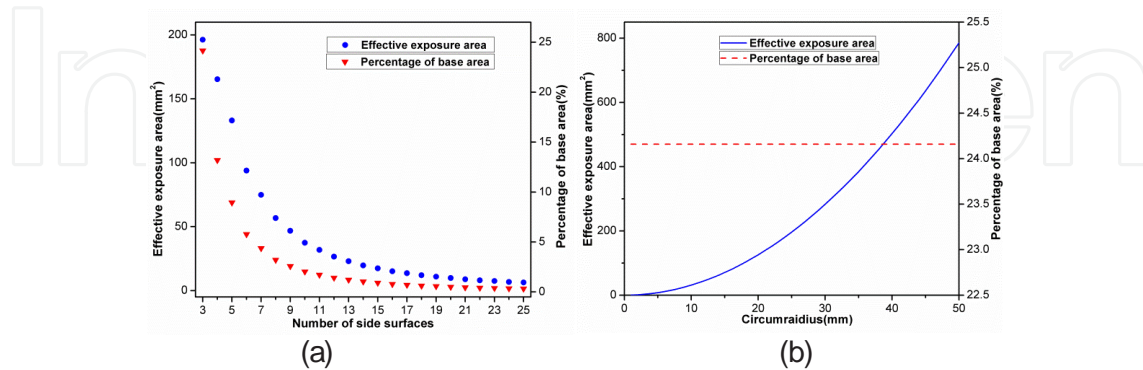 In
en
200
150
100
50
0
Effective exposure area(mm²)
Effective exposure area
Percentage of base area
25
20
15
10
5
0
Percentage of base area(%)
3 5 7 9 11 13 15 17 19 21 23 25
Number of side surfaces
(a)
800
600
400
200
0
Effective exposure area(mm²)
Effective exposure area
Percentage of base area
25.5
25.0
24.5
24.0
23.5
23.0
22.5
Percentage of base area(%)
0 10 20 30 40 50
Circumraidius(mm)
(b)